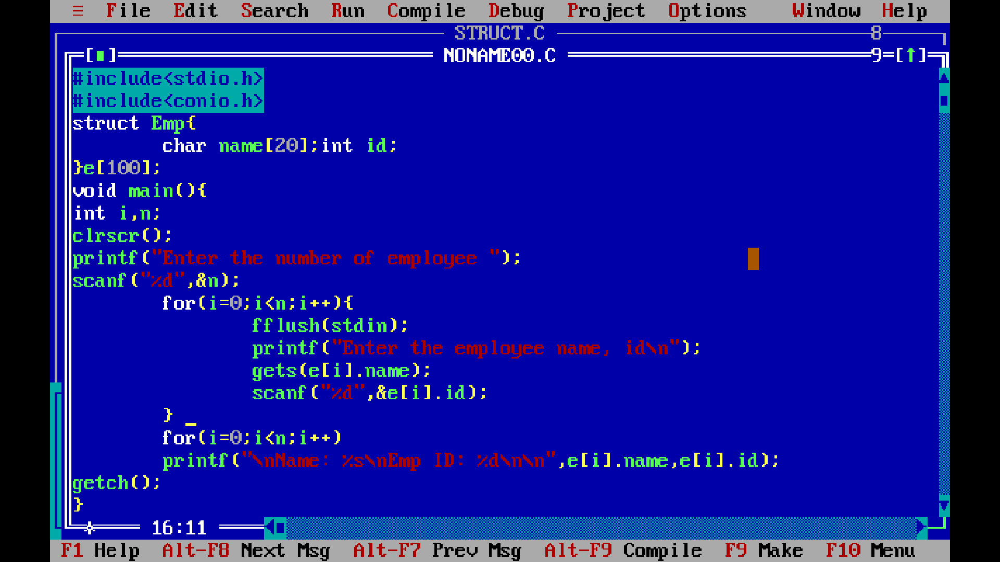 ≡ File Edit Search Run Compile Debug Project Options Window Help
STRUCT.C 8
[■] NONAME00.C 9=[↑]
#include<stdio.h>
#include<conio.h>
struct Emp{
        char name[20];int id;
}e[100];
void main(){
int i,n;
clrscr();
printf("Enter the number of employee ");
scanf("%d",&n);
        for(i=0;i<n;i++){
                fflush(stdin);
                printf("Enter the employee name, id\n");
                gets(e[i].name);
                scanf("%d",&e[i].id);
        }
        for(i=0;i<n;i++)
        printf("\nName: %s\nEmp ID: %d\n\n",e[i].name,e[i].id);
getch();
}
16:11
F1 Help Alt-F8 Next Msg Alt-F7 Prev Msg Alt-F9 Compile F9 Make F10 Menu